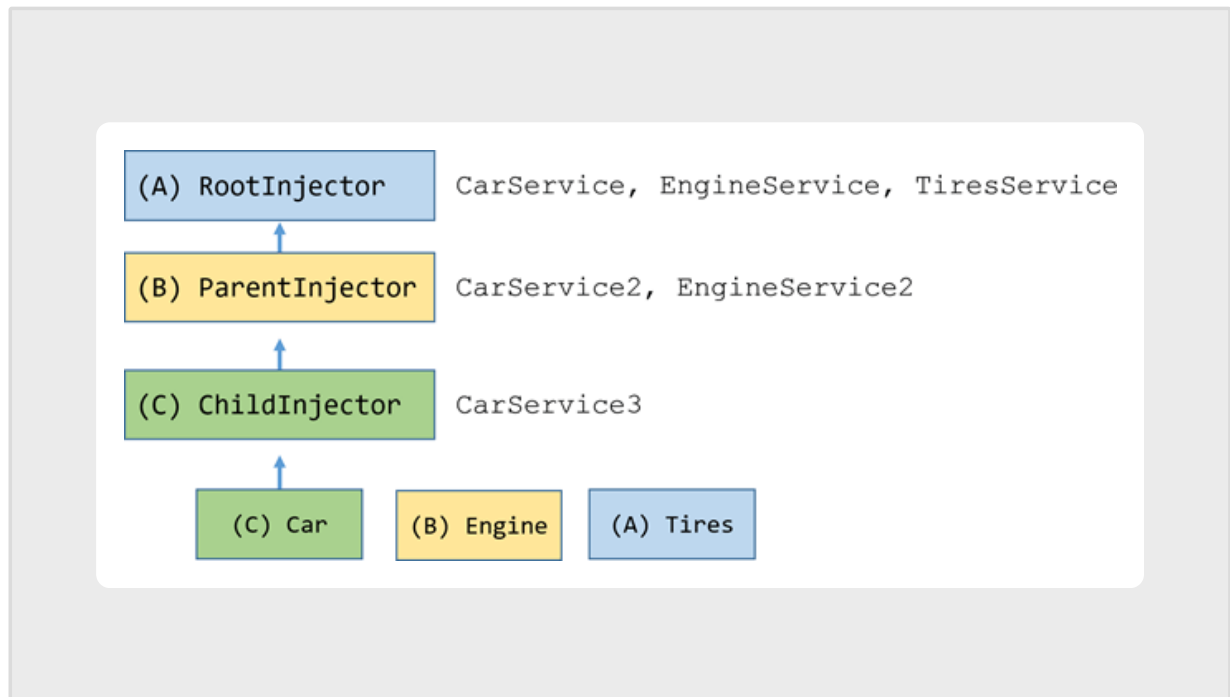 (A) RootInjector CarService, EngineService, TiresService
(B) ParentInjector CarService2, EngineService2
(C) ChildInjector CarService3
(C) Car (B) Engine (A) Tires